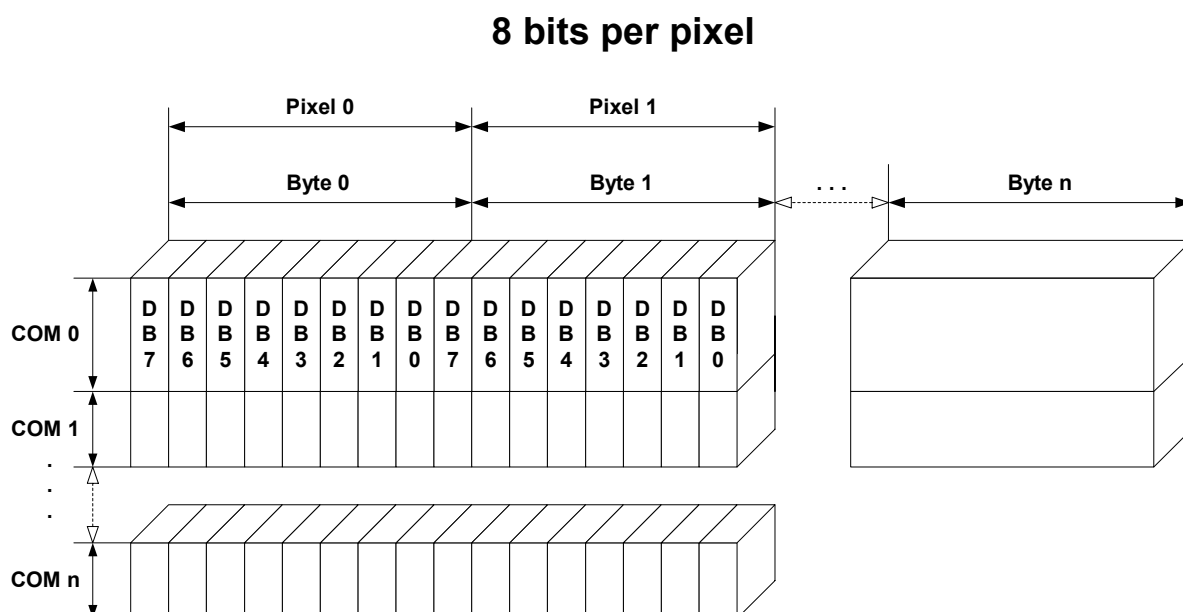 8 bits per pixel
Pixel 0 Pixel 1
Byte 0 Byte 1 . . . Byte n
COM 0 D D D D D D D D D D D D D D D D
B B B B B B B B B B B B B B B B
7 6 5 4 3 2 1 0 7 6 5 4 3 2 1 0
COM 1
.
.
.
COM n